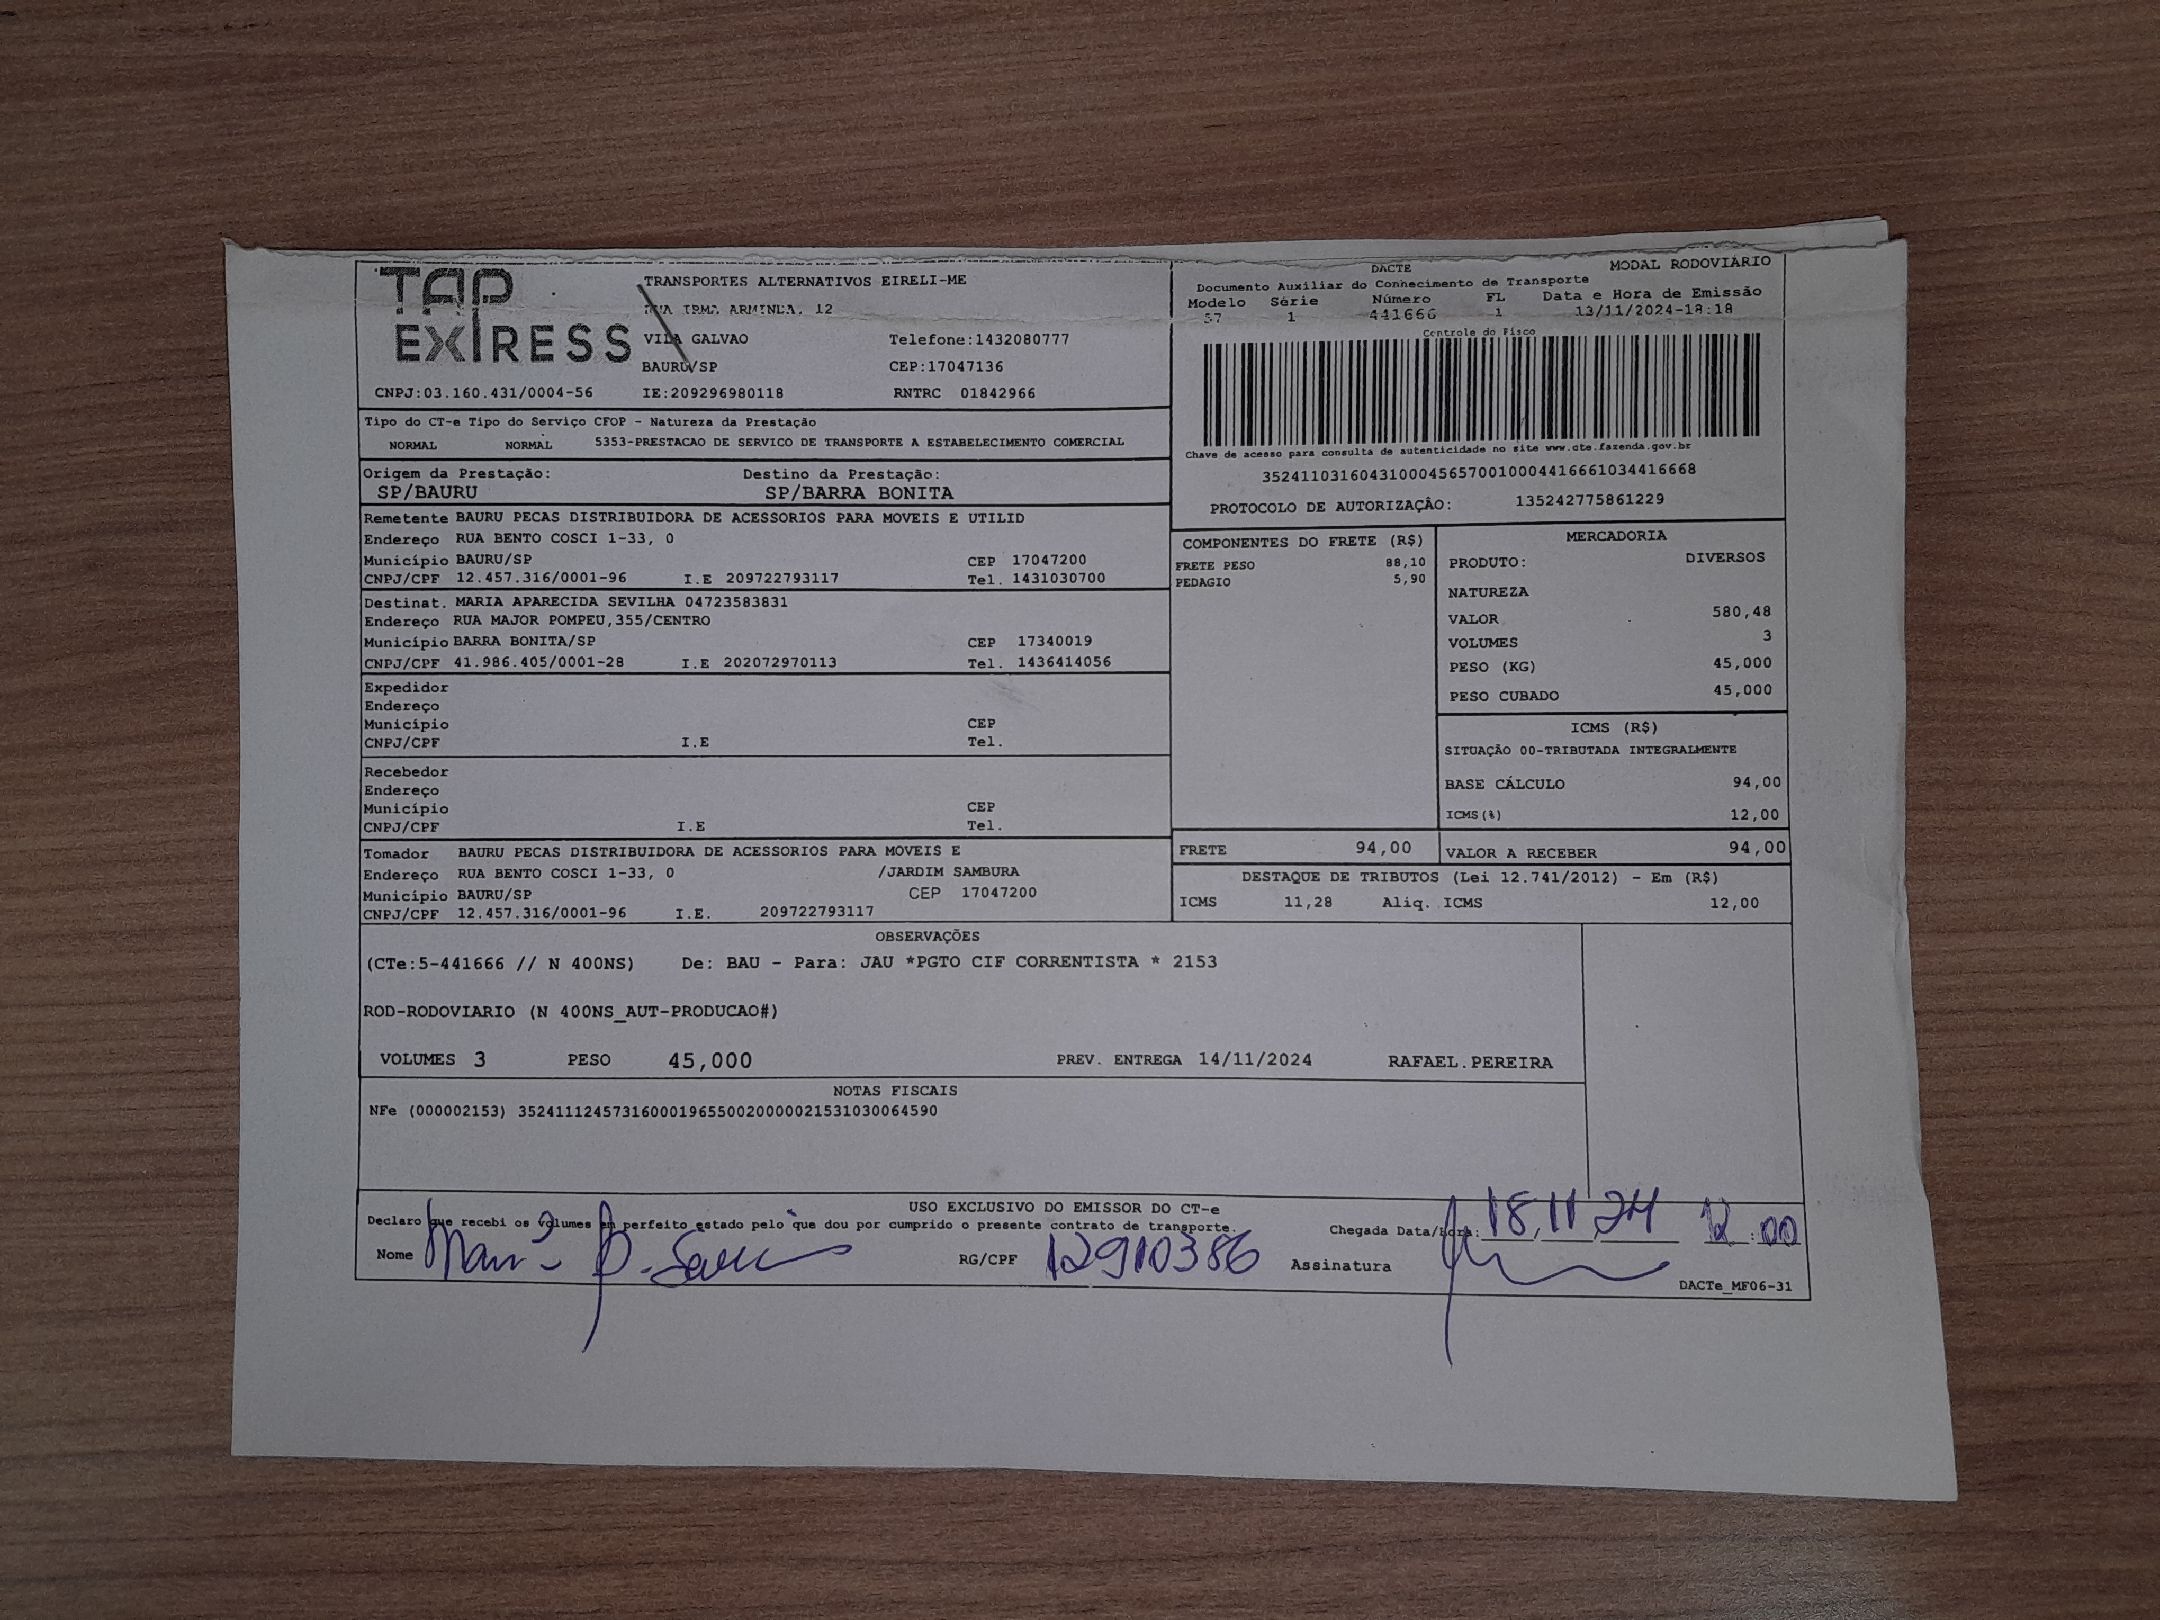 TAP
EXPRESS
TRANSPORTES ALTERNATIVOS EIRELI-ME
RUA IRMA ARMINDA, 12
VILA GALVAO Telefone:1432080777
BAURU/SP CEP:17047136
CNPJ:03.160.431/0004-56 IE:209296980118 RNTRC 01842966
DACTE MODAL RODOVIÁRIO
Documento Auxiliar do Conhecimento de Transporte
Modelo Série Número FL Data e Hora de Emissão
57 1 441666 1 13/11/2024-18:18
Controle do Fisco
Chave de acesso para consulta de autenticidade no site www.cte.fazenda.gov.br
35241103160431000456570010004416661034416668
PROTOCOLO DE AUTORIZAÇÃO: 135242775861229
Tipo do CT-e Tipo do Serviço CFOP - Natureza da Prestação
NORMAL NORMAL 5353-PRESTACAO DE SERVICO DE TRANSPORTE A ESTABELECIMENTO COMERCIAL
Origem da Prestação: Destino da Prestação:
SP/BAURU SP/BARRA BONITA
Remetente BAURU PECAS DISTRIBUIDORA DE ACESSORIOS PARA MOVEIS E UTILID
Endereço RUA BENTO COSCI 1-33, 0
Município BAURU/SP CEP 17047200
CNPJ/CPF 12.457.316/0001-96 I.E 209722793117 Tel. 1431030700
Destinat. MARIA APARECIDA SEVILHA 04723583831
Endereço RUA MAJOR POMPEU,355/CENTRO
Município BARRA BONITA/SP CEP 17340019
CNPJ/CPF 41.986.405/0001-28 I.E 202072970113 Tel. 1436414056
Expedidor
Endereço
Município CEP
CNPJ/CPF I.E Tel.
Recebedor
Endereço
Município CEP
CNPJ/CPF I.E Tel.
Tomador BAURU PECAS DISTRIBUIDORA DE ACESSORIOS PARA MOVEIS E
Endereço RUA BENTO COSCI 1-33, 0 /JARDIM SAMBURA
Município BAURU/SP CEP 17047200
CNPJ/CPF 12.457.316/0001-96 I.E. 209722793117
COMPONENTES DO FRETE (R$)
FRETE PESO 88,10
PEDAGIO 5,90
MERCADORIA
PRODUTO: DIVERSOS
NATUREZA
VALOR 580,48
VOLUMES 3
PESO (KG) 45,000
PESO CUBADO 45,000
ICMS (R$)
SITUAÇÃO 00-TRIBUTADA INTEGRALMENTE
BASE CÁLCULO 94,00
ICMS(%) 12,00
FRETE 94,00 VALOR A RECEBER 94,00
DESTAQUE DE TRIBUTOS (Lei 12.741/2012) - Em (R$)
ICMS 11,28 Aliq. ICMS 12,00
OBSERVAÇÕES
(CTe:5-441666 // N 400NS) De: BAU - Para: JAU *PGTO CIF CORRENTISTA * 2153
ROD-RODOVIARIO (N 400NS_AUT-PRODUCAO#)
VOLUMES 3 PESO 45,000 PREV. ENTREGA 14/11/2024 RAFAEL.PEREIRA
NOTAS FISCAIS
NFe (000002153) 35241112457316000196550020000021531030064590
USO EXCLUSIVO DO EMISSOR DO CT-e
Declaro que recebi os volumes em perfeito estado pelo que dou por cumprido o presente contrato de transporte. Chegada Data/hora: 18 11 24 12:00
Nome RG/CPF 12910386 Assinatura
DACTe_MF06-31